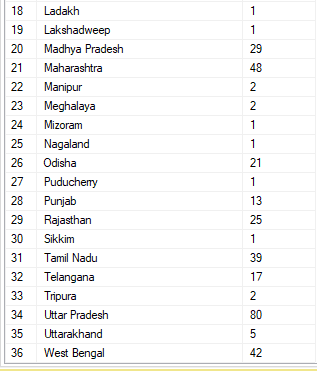 18 Ladakh 1
19 Lakshadweep 1
20 Madhya Pradesh 29
21 Maharashtra 48
22 Manipur 2
23 Meghalaya 2
24 Mizoram 1
25 Nagaland 1
26 Odisha 21
27 Puducherry 1
28 Punjab 13
29 Rajasthan 25
30 Sikkim 1
31 Tamil Nadu 39
32 Telangana 17
33 Tripura 2
34 Uttar Pradesh 80
35 Uttarakhand 5
36 West Bengal 42